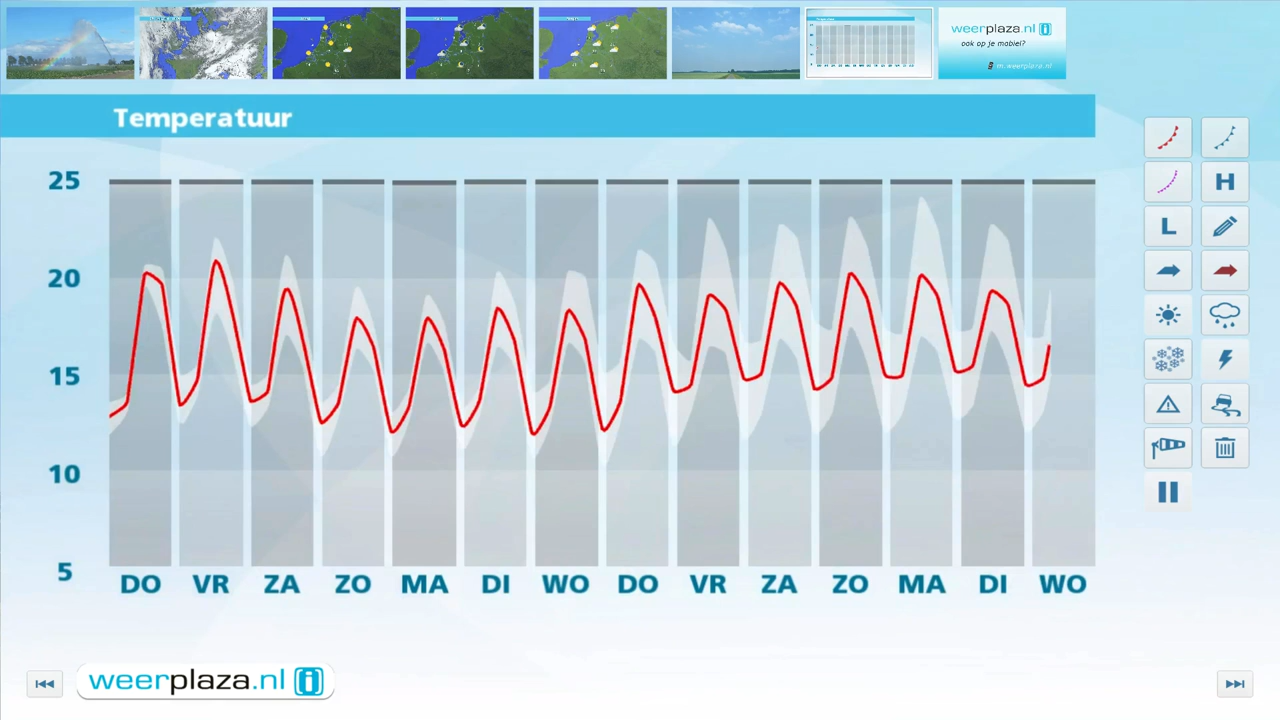 weerplaza.nl
ook op je mobiel?
m.weerplaza.nl
Temperatuur
25
20
15
10
5
DO VR ZA ZO MA DI WO DO VR ZA ZO MA DI WO
H
L
weerplaza.nl